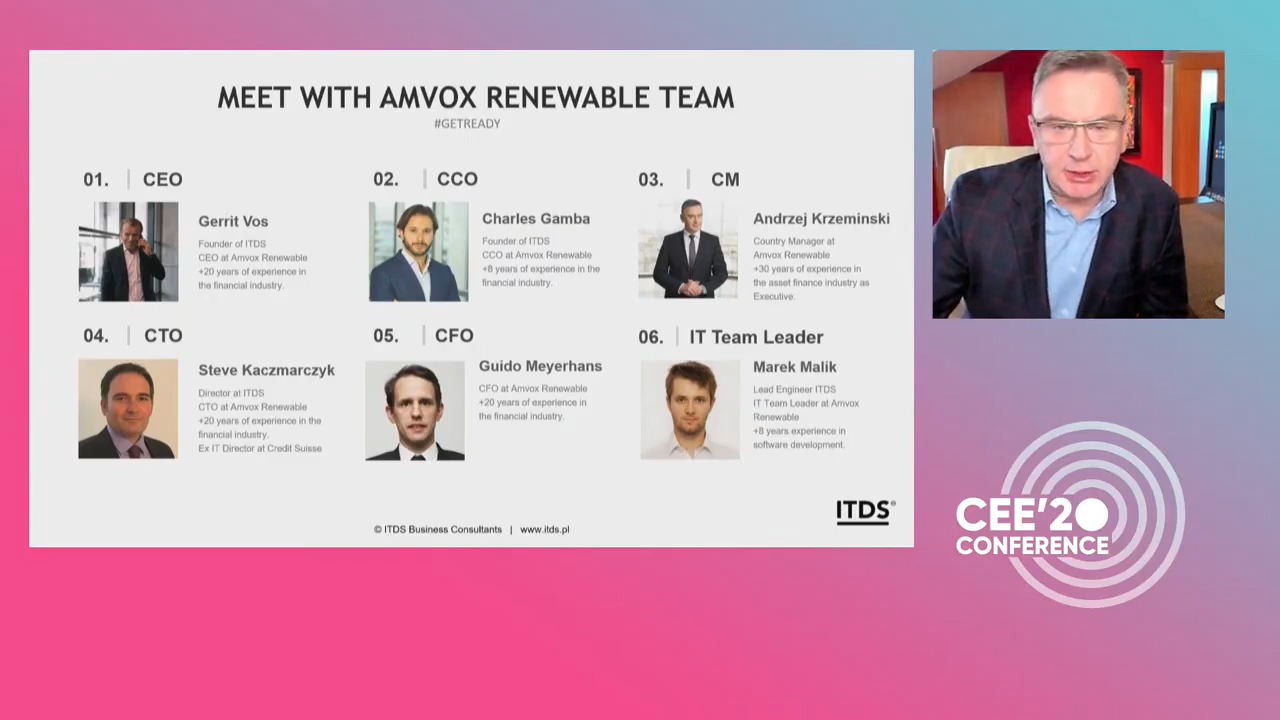 MEET WITH AMVOX RENEWABLE TEAM
#GETREADY
01. | CEO
Gerrit Vos
Founder of ITDS
CEO at Amvox Renewable
+20 years of experience in
the financial industry.
02. | CCO
Charles Gamba
Founder of ITDS
CCO at Amvox Renewable
+8 years of experience in the
financial industry.
03. | CM
Andrzej Krzeminski
Country Manager at
Amvox Renewable
+30 years of experience in
the asset finance industry as
Executive.
04. | CTO
Steve Kaczmarczyk
Director at ITDS
CTO at Amvox Renewable
+20 years of experience in the
financial industry.
Ex IT Director at Credit Suisse
05. | CFO
Guido Meyerhans
CFO at Amvox Renewable
+20 years of experience in
the financial industry.
06. | IT Team Leader
Marek Malik
Lead Engineer ITDS
IT Team Leader at Amvox
Renewable
+8 years experience in
software development.
ITDS®
© ITDS Business Consultants | www.itds.pl
CEE'20
CONFERENCE